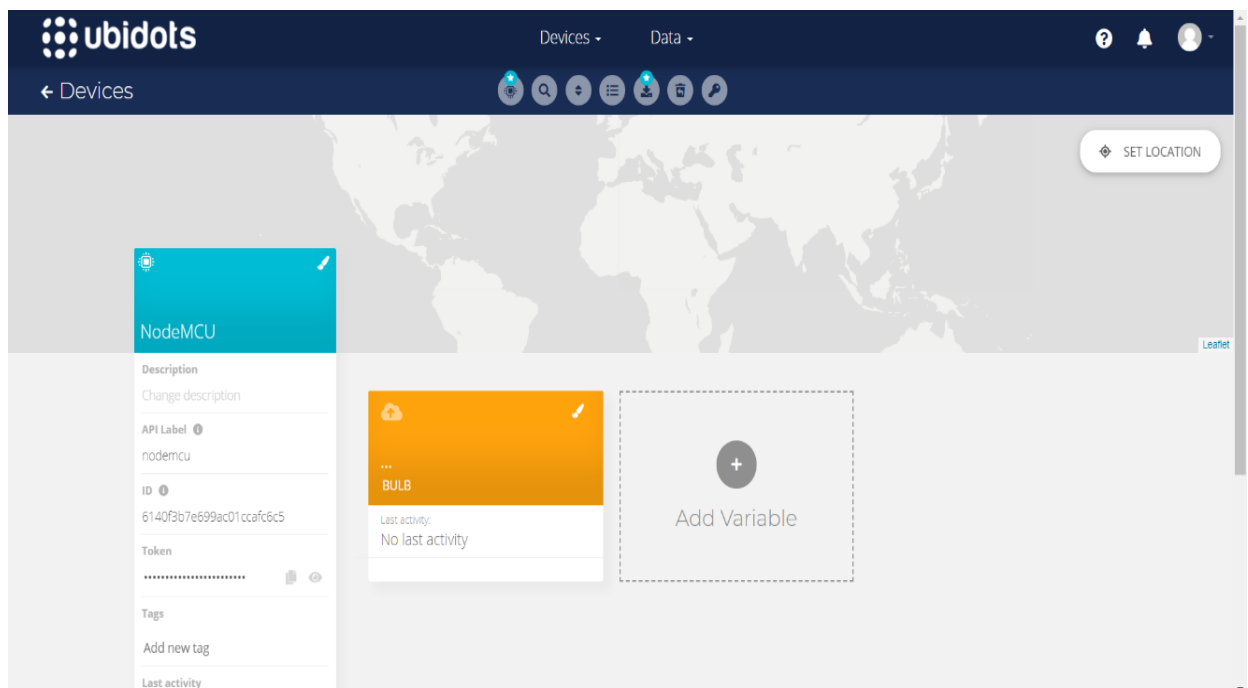 ubidots
Devices
Data
Devices
SET LOCATION
NodeMCU
Leaflet
Description
Change description
API Label
nodemcu
ID
6140f3b7e699ac01ccafc6c5
Token
••••••••••••••••••••••••
Tags
Add new tag
Last activity
...
BULB
Last activity:
No last activity
+
Add Variable